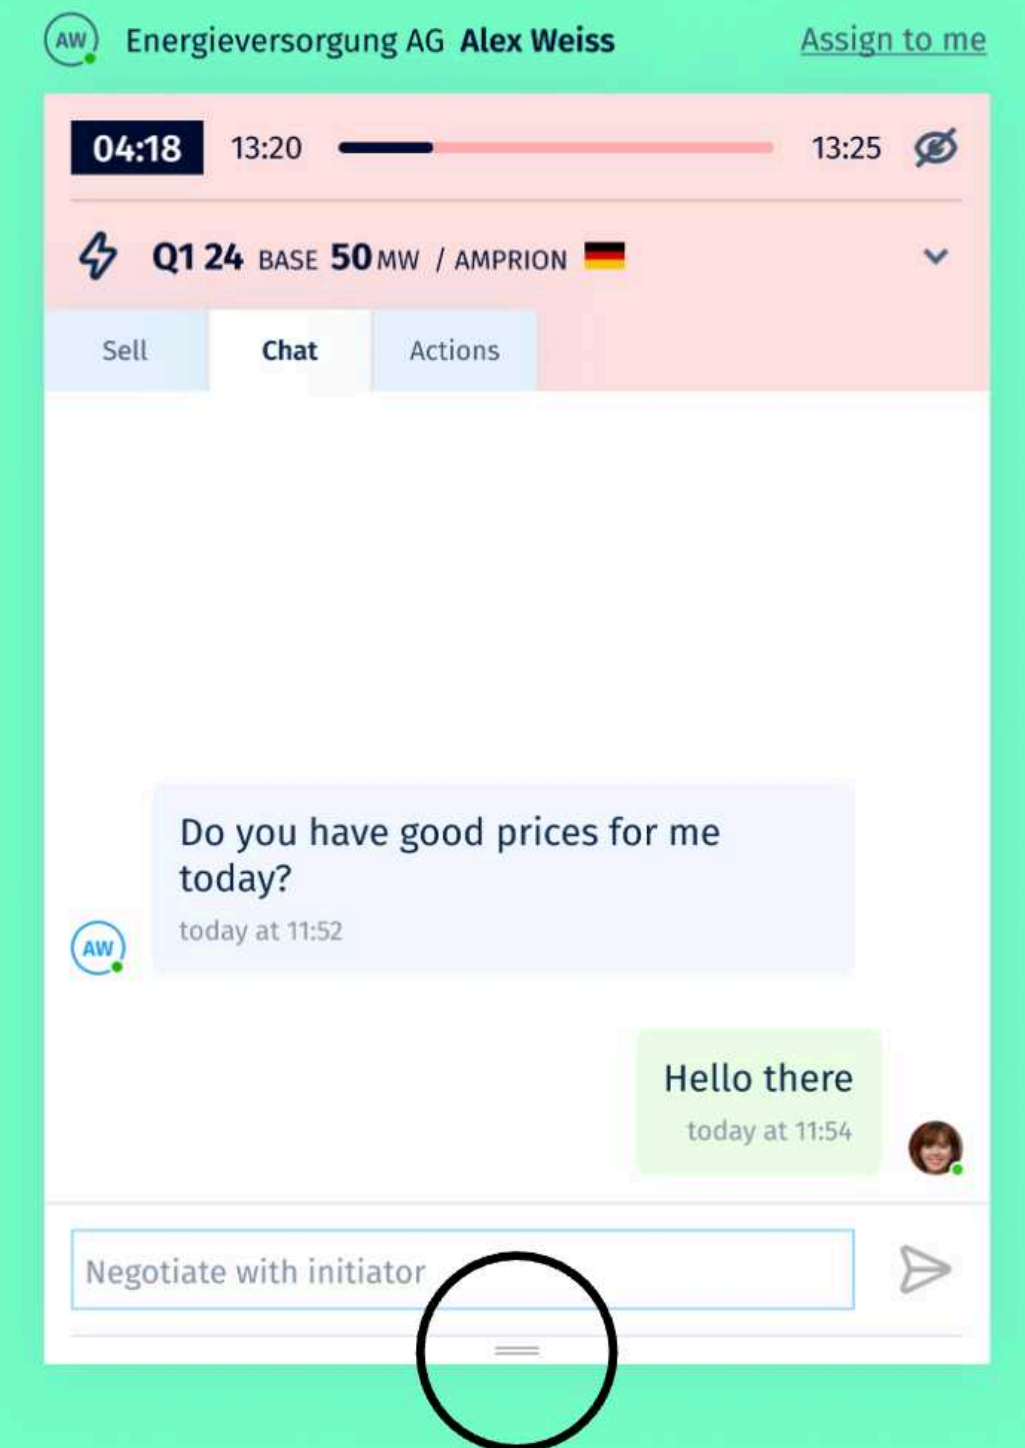 AW Energieversorgung AG Alex Weiss Assign to me
04:18 13:20 13:25
Q1 24 BASE 50 MW / AMPRION
Sell Chat Actions
Do you have good prices for me
today?
today at 11:52
AW
Hello there
today at 11:54
Negotiate with initiator